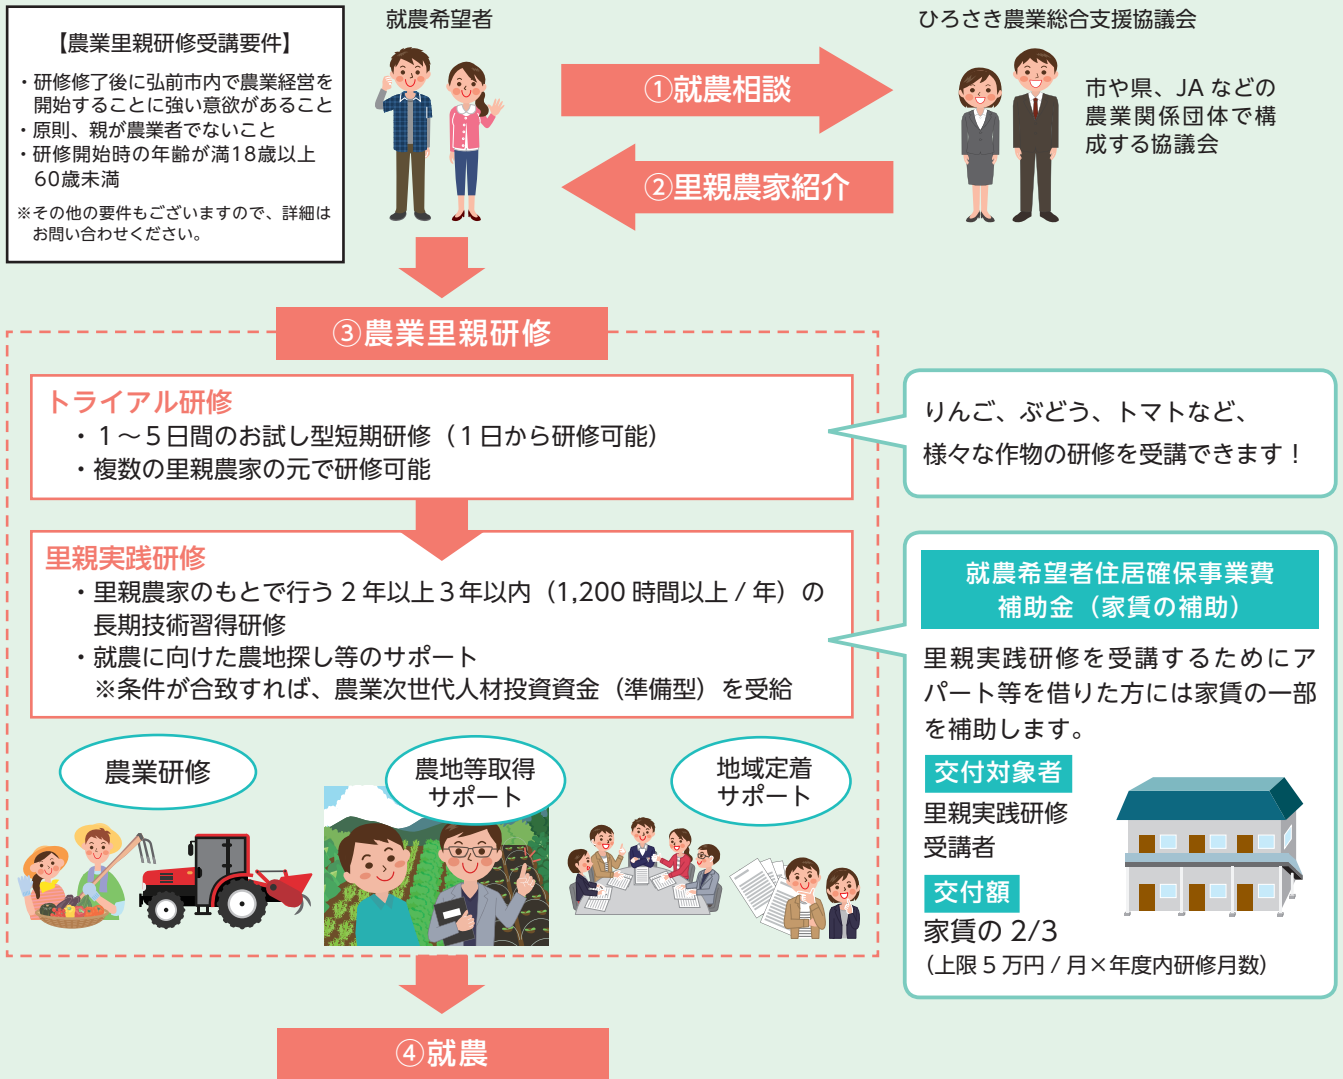 【農業里親研修受講要件】
・研修修了後に弘前市内で農業経営を
開始することに強い意欲があること
・原則、親が農業者でないこと
・研修開始時の年齢が満18歳以上
60歳未満
※その他の要件もございますので、詳細は
お問い合わせください。
就農希望者
ひろさき農業総合支援協議会
①就農相談
②里親農家紹介
市や県、JA などの
農業関係団体で構
成する協議会
③農業里親研修
トライアル研修
・１～５日間のお試し型短期研修（１日から研修可能）
・複数の里親農家の元で研修可能
りんご、ぶどう、トマトなど、
様々な作物の研修を受講できます！
里親実践研修
・里親農家のもとで行う 2 年以上３年以内（1,200 時間以上 / 年）の
長期技術習得研修
・就農に向けた農地探し等のサポート
※条件が合致すれば、農業次世代人材投資資金（準備型）を受給
就農希望者住居確保事業費
補助金（家賃の補助）
里親実践研修を受講するためにア
パート等を借りた方には家賃の一部
を補助します。
交付対象者
里親実践研修
受講者
交付額
家賃の 2/3
（上限 5 万円 / 月×年度内研修月数）
農業研修
農地等取得
サポート
地域定着
サポート
④就農